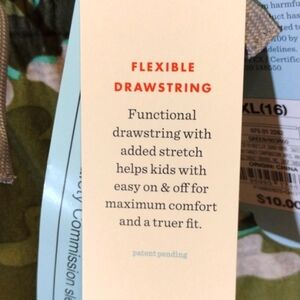 FLEXIBLE
DRAWSTRING
Functional
drawstring with
added stretch
helps kids with
easy on & off for
maximum comfort
and a truer fit.
patent pending
XL(16)
$10.00
Commission